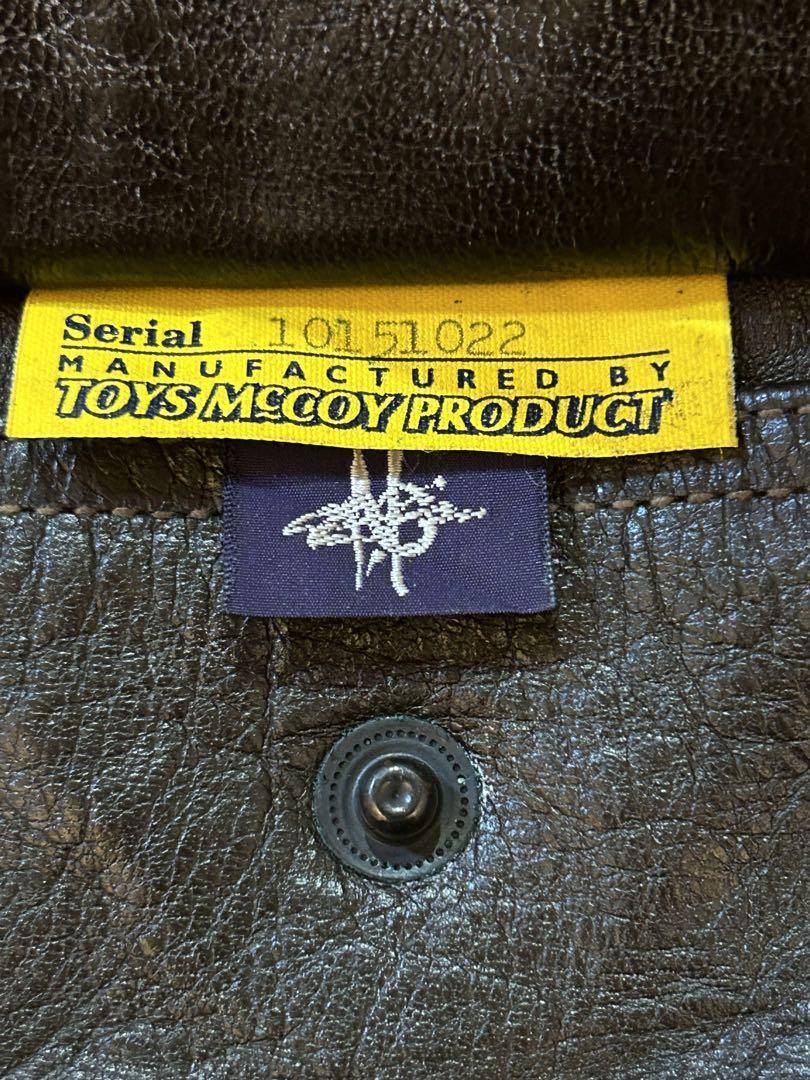 Serial 10151022
MANUFACTURED BY
TOYS McCOY PRODUCT